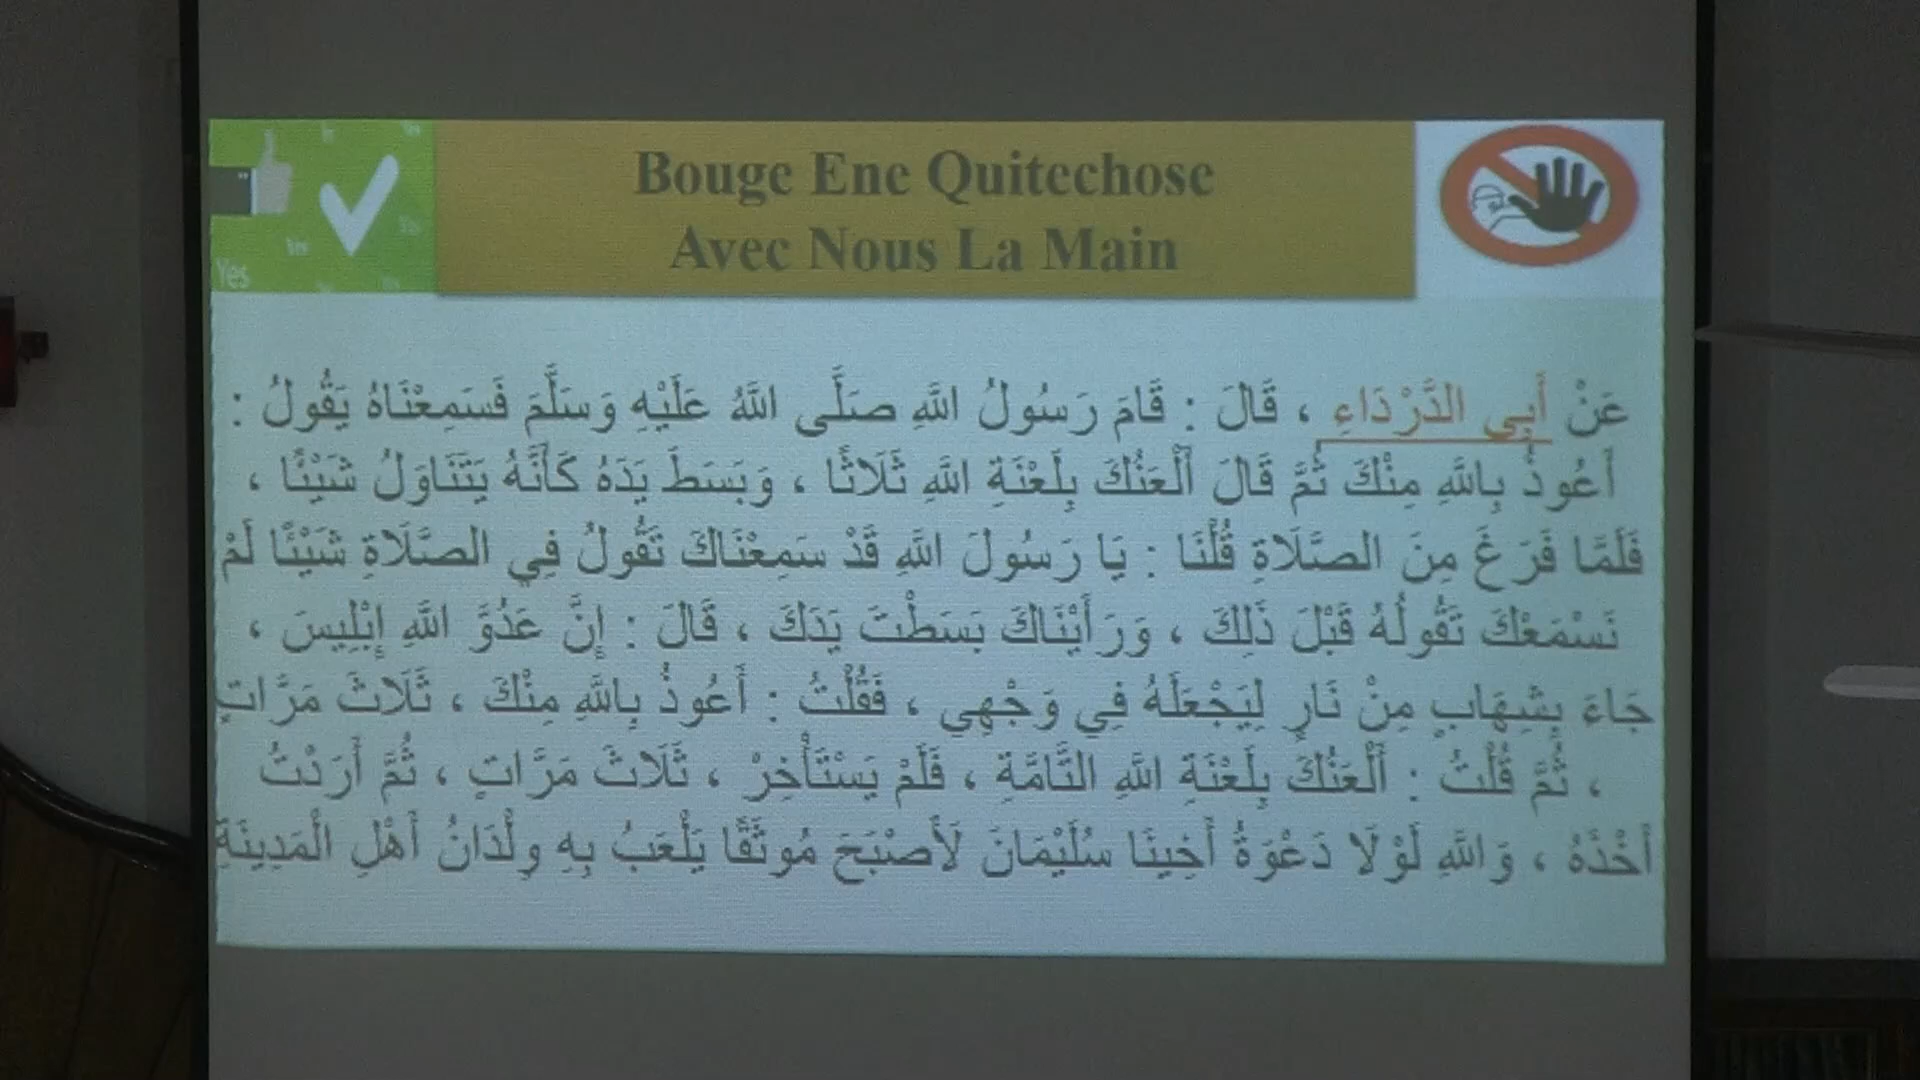 Bouge Ene Quitechose
Avec Nous La Main
Yes
عَنْ أَبِي الدَّرْدَاءِ ، قَالَ : قَامَ رَسُولُ اللَّهِ صَلَّى اللَّهُ عَلَيْهِ وَسَلَّمَ فَسَمِعْنَاهُ يَقُولُ :
أَعُوذُ بِاللَّهِ مِنْكَ ثُمَّ قَالَ أَلْعَنُكَ بِلَعْنَةِ اللَّهِ ثَلَاثًا ، وَبَسَطَ يَدَهُ كَأَنَّهُ يَتَنَاوَلُ شَيْئًا ،
فَلَمَّا فَرَغَ مِنَ الصَّلَاةِ قُلْنَا : يَا رَسُولَ اللَّهِ قَدْ سَمِعْنَاكَ تَقُولُ فِي الصَّلَاةِ شَيْئًا لَمْ
نَسْمَعْكَ تَقُولُهُ قَبْلَ ذَلِكَ ، وَرَأَيْنَاكَ بَسَطْتَ يَدَكَ ، قَالَ : إِنَّ عَدُوَّ اللَّهِ إِبْلِيسَ ،
جَاءَ بِشِهَابٍ مِنْ نَارٍ لِيَجْعَلَهُ فِي وَجْهِي ، فَقُلْتُ : أَعُوذُ بِاللَّهِ مِنْكَ ، ثَلَاثَ مَرَّاتٍ
، ثُمَّ قُلْتُ : أَلْعَنُكَ بِلَعْنَةِ اللَّهِ التَّامَّةِ ، فَلَمْ يَسْتَأْخِرْ ، ثَلَاثَ مَرَّاتٍ ، ثُمَّ أَرَدْتُ
أَخْذَهُ ، وَاللَّهِ لَوْلَا دَعْوَةُ أَخِينَا سُلَيْمَانَ لَأَصْبَحَ مُوثَقًا يَلْعَبُ بِهِ وِلْدَانُ أَهْلِ الْمَدِينَةِ